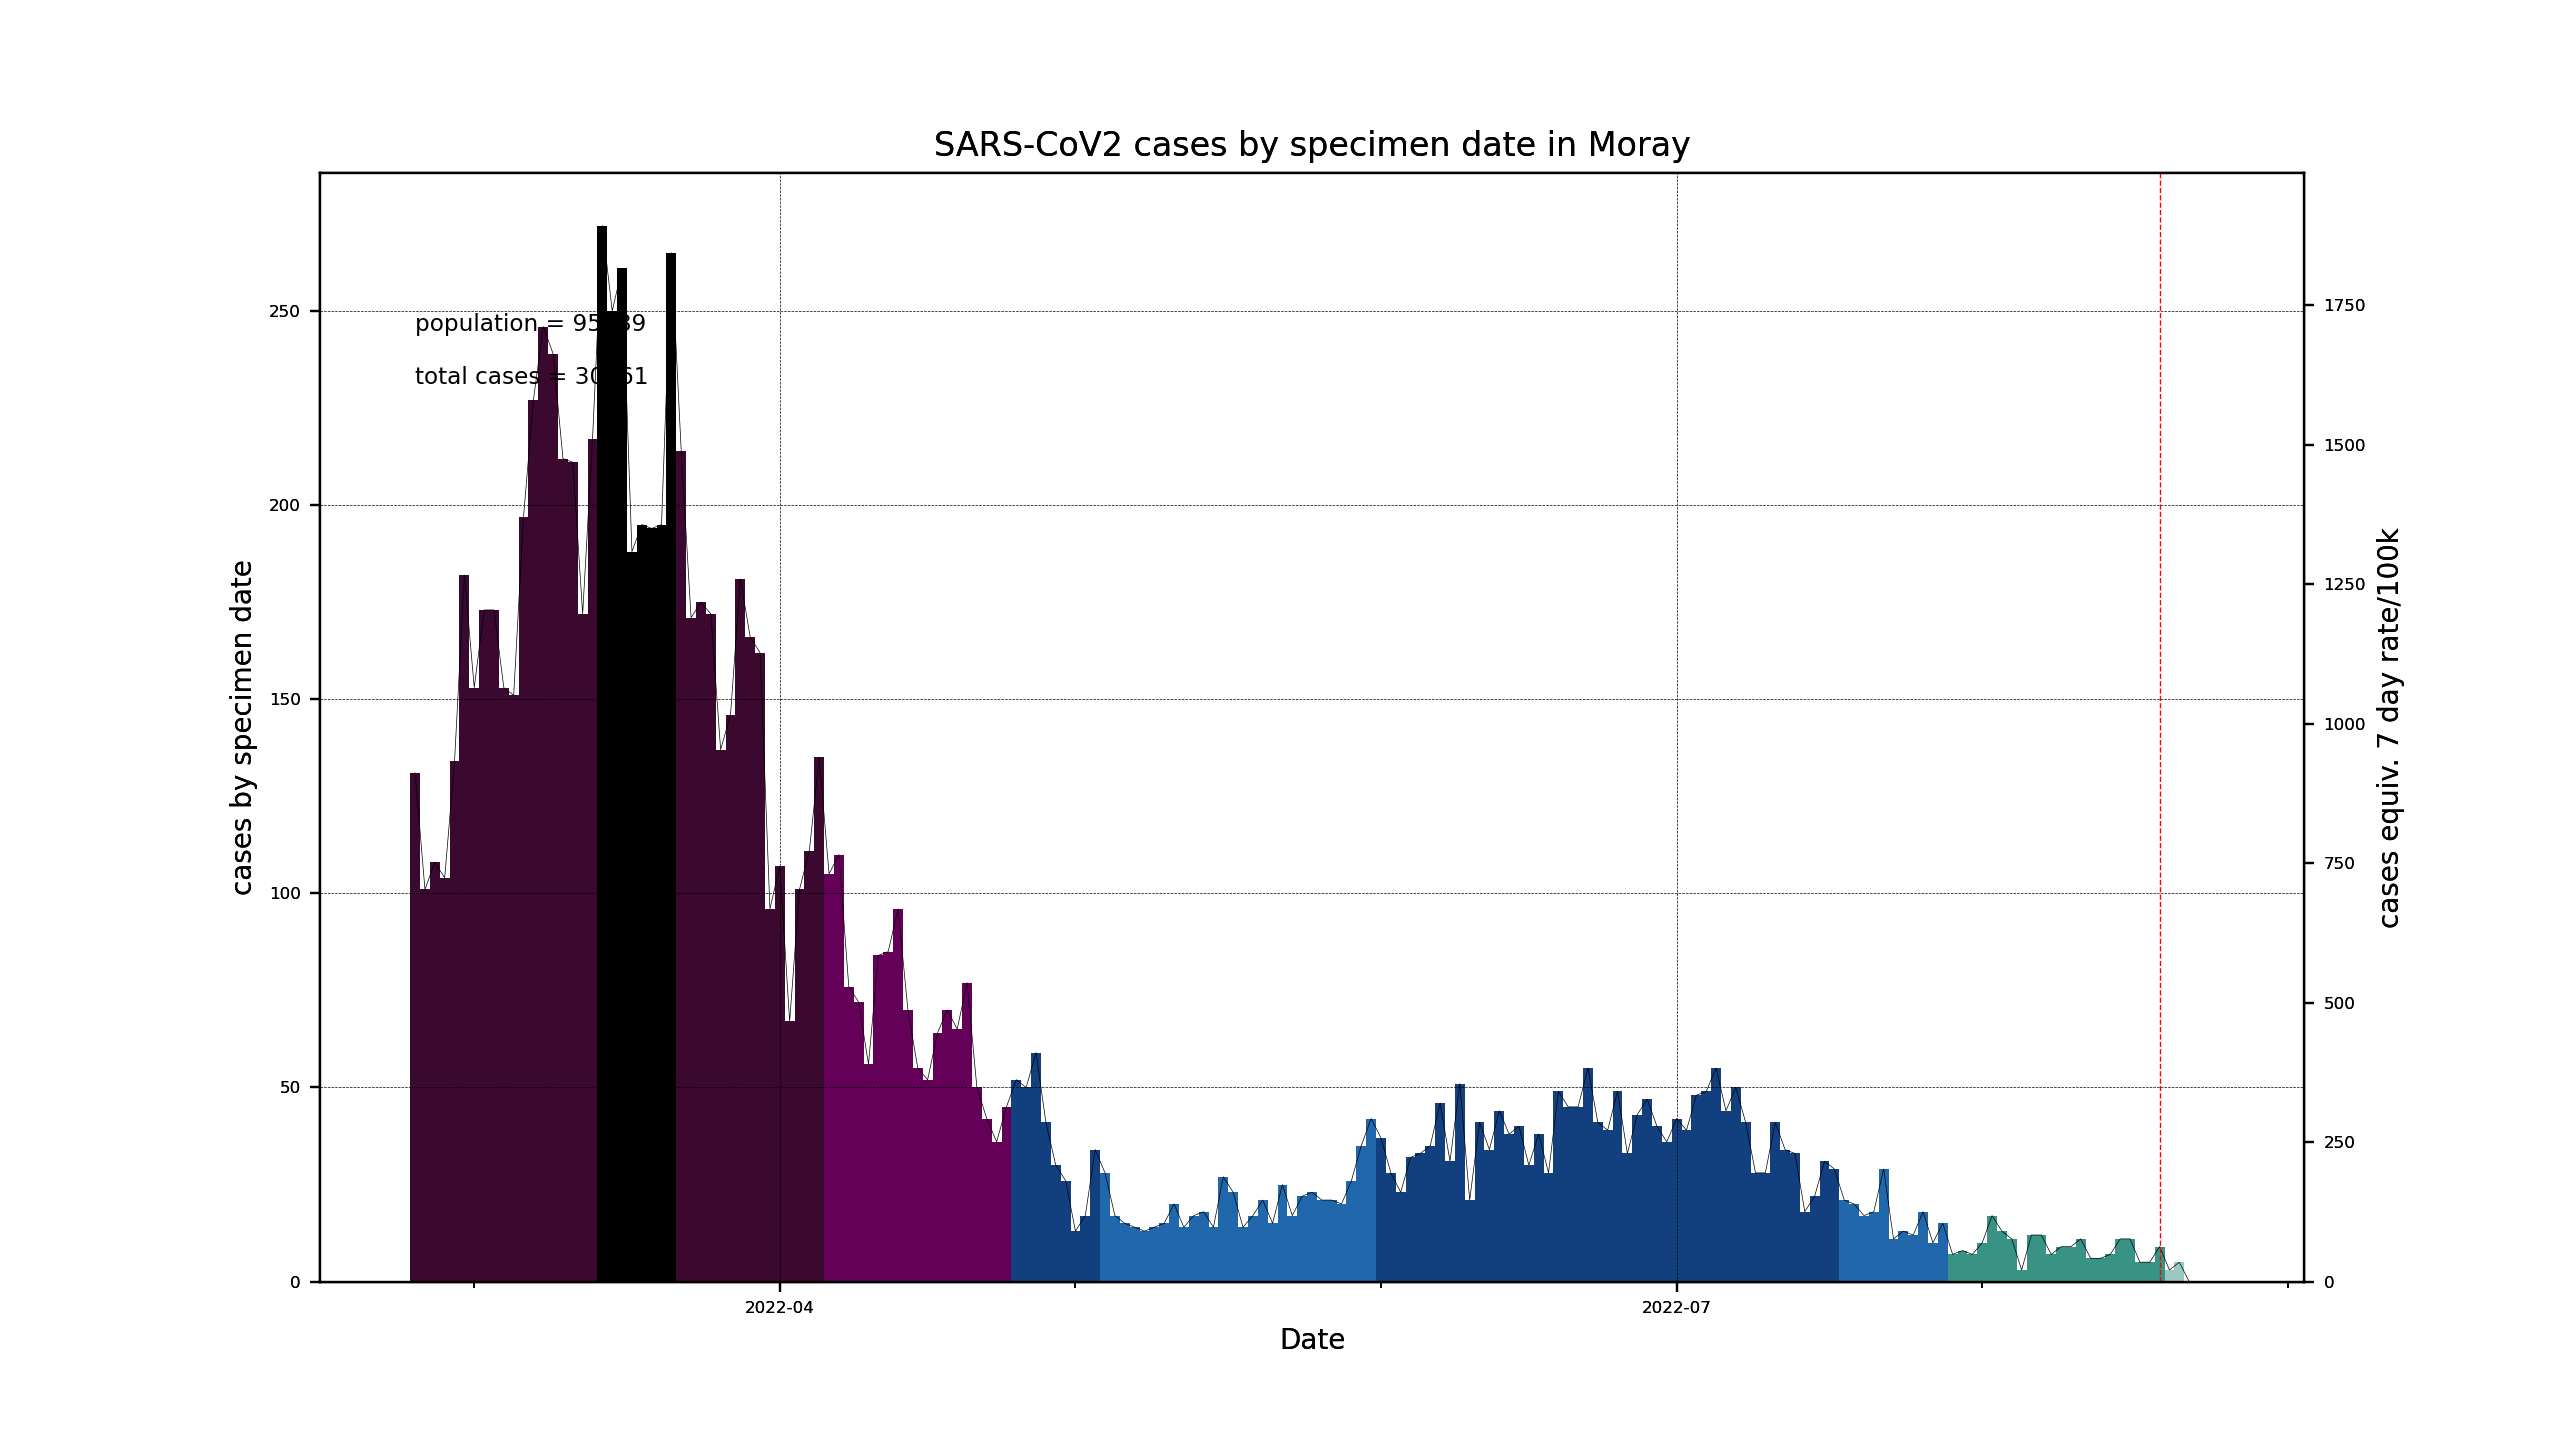 SARS-CoV2 cases by specimen date in Moray
population =
total cases =
cases by specimen date
250
200
150
100
50
0
1750
1500
1250
1000
750
500
250
0
cases equiv. 7 day rate/100k
2022-04
2022-07
Date